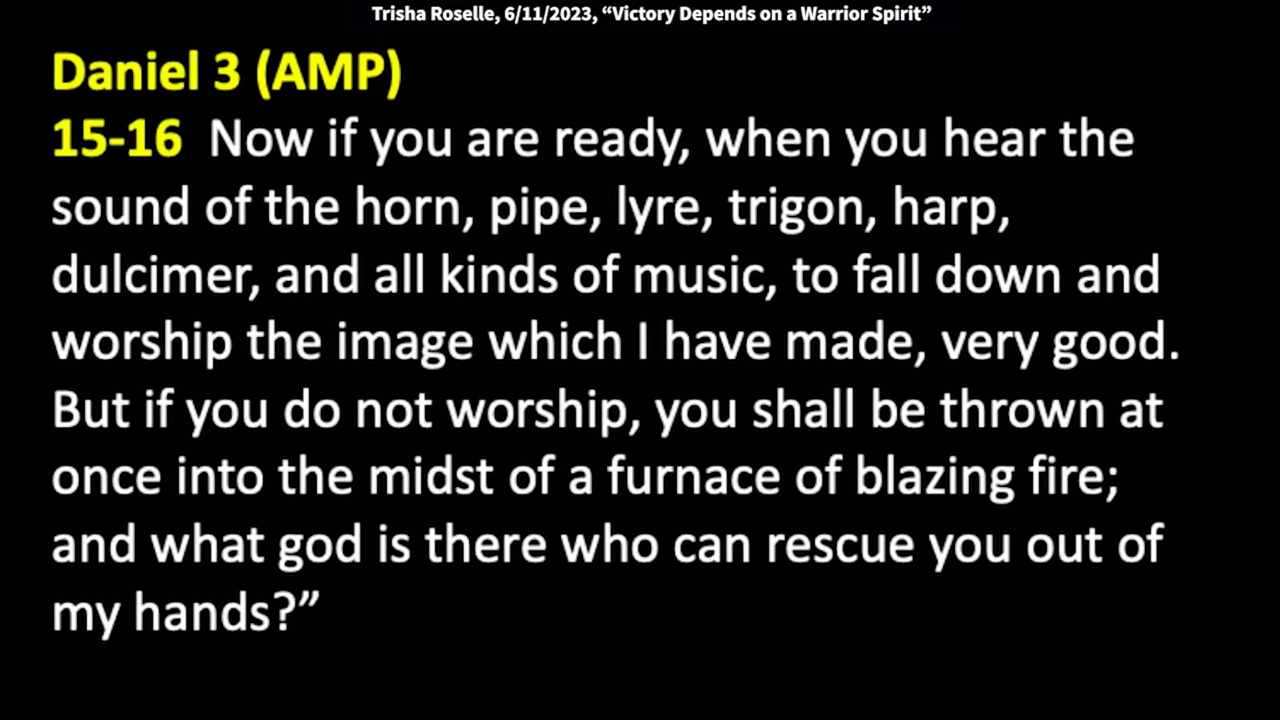 Trisha Roselle, 6/11/2023, “Victory Depends on a Warrior Spirit”
Daniel 3 (AMP)
15-16 Now if you are ready, when you hear the
sound of the horn, pipe, lyre, trigon, harp,
dulcimer, and all kinds of music, to fall down and
worship the image which I have made, very good.
But if you do not worship, you shall be thrown at
once into the midst of a furnace of blazing fire;
and what god is there who can rescue you out of
my hands?”